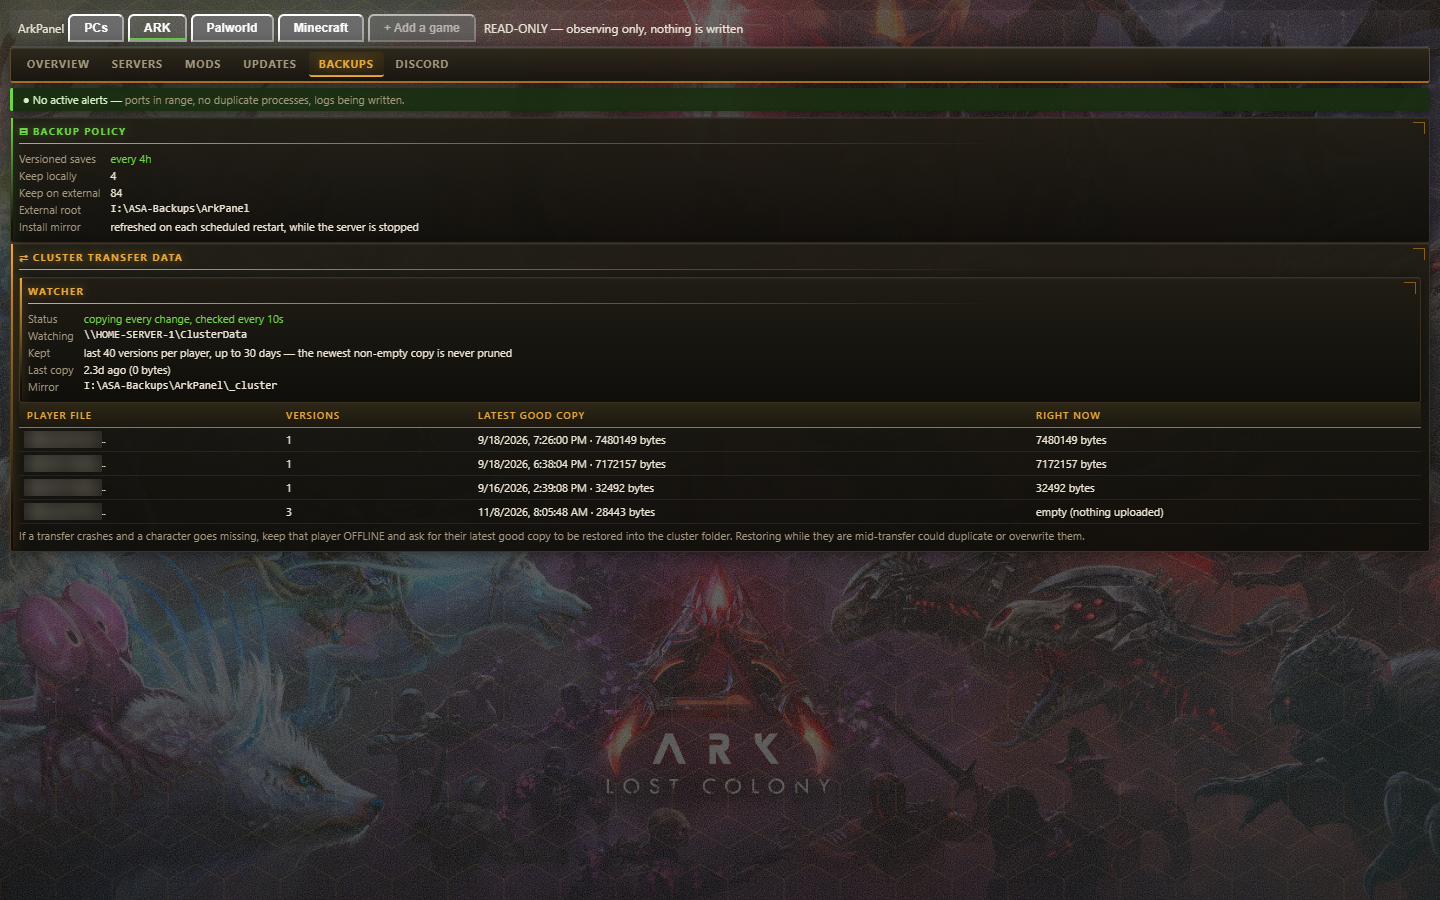 ArkPanel PCs ARK Palworld Minecraft + Add a game READ-ONLY — observing only, nothing is written
OVERVIEW SERVERS MODS UPDATES BACKUPS DISCORD
● No active alerts — ports in range, no duplicate processes, logs being written.
⊟ BACKUP POLICY
Versioned saves every 4h
Keep locally 4
Keep on external 84
External root I:\ASA-Backups\ArkPanel
Install mirror refreshed on each scheduled restart, while the server is stopped
⇄ CLUSTER TRANSFER DATA
WATCHER
Status copying every change, checked every 10s
Watching \\HOME-SERVER-1\ClusterData
Kept last 40 versions per player, up to 30 days — the newest non-empty copy is never pruned
Last copy 2.3d ago (0 bytes)
Mirror I:\ASA-Backups\ArkPanel\_cluster
PLAYER FILE VERSIONS LATEST GOOD COPY RIGHT NOW
1 9/18/2026, 7:26:00 PM · 7480149 bytes 7480149 bytes
1 9/18/2026, 6:38:04 PM · 7172157 bytes 7172157 bytes
1 9/16/2026, 2:39:08 PM · 32492 bytes 32492 bytes
3 11/8/2026, 8:05:48 AM · 28443 bytes empty (nothing uploaded)
If a transfer crashes and a character goes missing, keep that player OFFLINE and ask for their latest good copy to be restored into the cluster folder. Restoring while they are mid-transfer could duplicate or overwrite them.
ARK
LOST COLONY